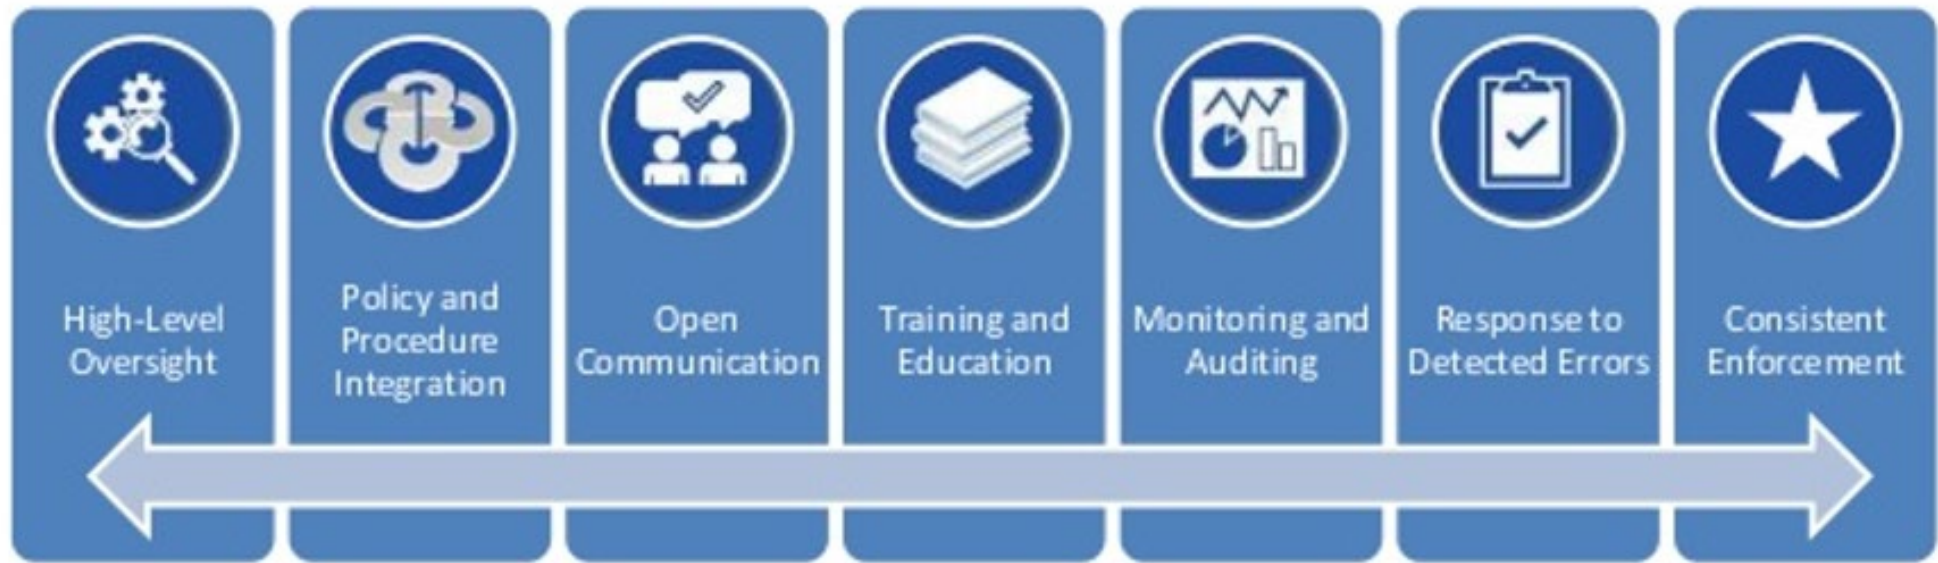 High-Level
Oversight
Policy and
Procedure
Integration
Open
Communication
Training and
Education
Monitoring and
Auditing
Response to
Detected Errors
Consistent
Enforcement